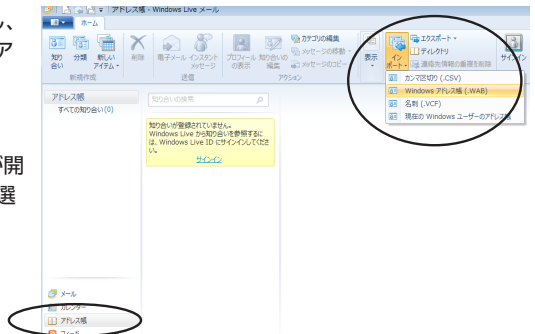 し、
ア
が開
選
アドレス帳 - Windows Live メール
ホーム
知り合い
分類
新しいアイテム
削除
電子メール
インスタント メッセージ
プロフィールの表示
知り合いの編集
カテゴリの編集
メッセージの移動
メッセージのコピー
表示
インポート
エクスポート
ディレクトリ
連絡先情報の重複を削除
サインイン
新規作成
送信
アクション
カンマ区切り (.CSV)
Windows アドレス帳 (.WAB)
名刺 (.VCF)
現在の Windows ユーザーのアドレス帳
アドレス帳
すべての知り合い (0)
知り合いの検索
知り合いが登録されていません。
Windows Live から知り合いを参照するに
は、Windows Live ID にサインインしてくださ
い。
サインイン
メール
カレンダー
アドレス帳
フィード